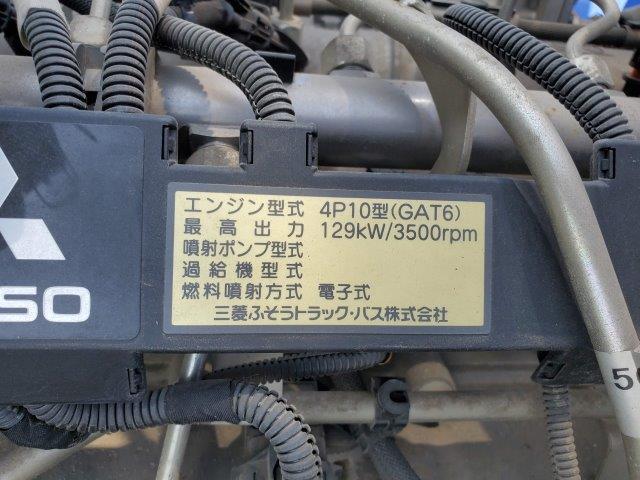 エンジン型式 4P10型(GAT6)
最高出力 129kW/3500rpm
噴射ポンプ型式
過給機型式
燃料噴射方式 電子式
三菱ふそうトラック・バス株式会社
SO
5